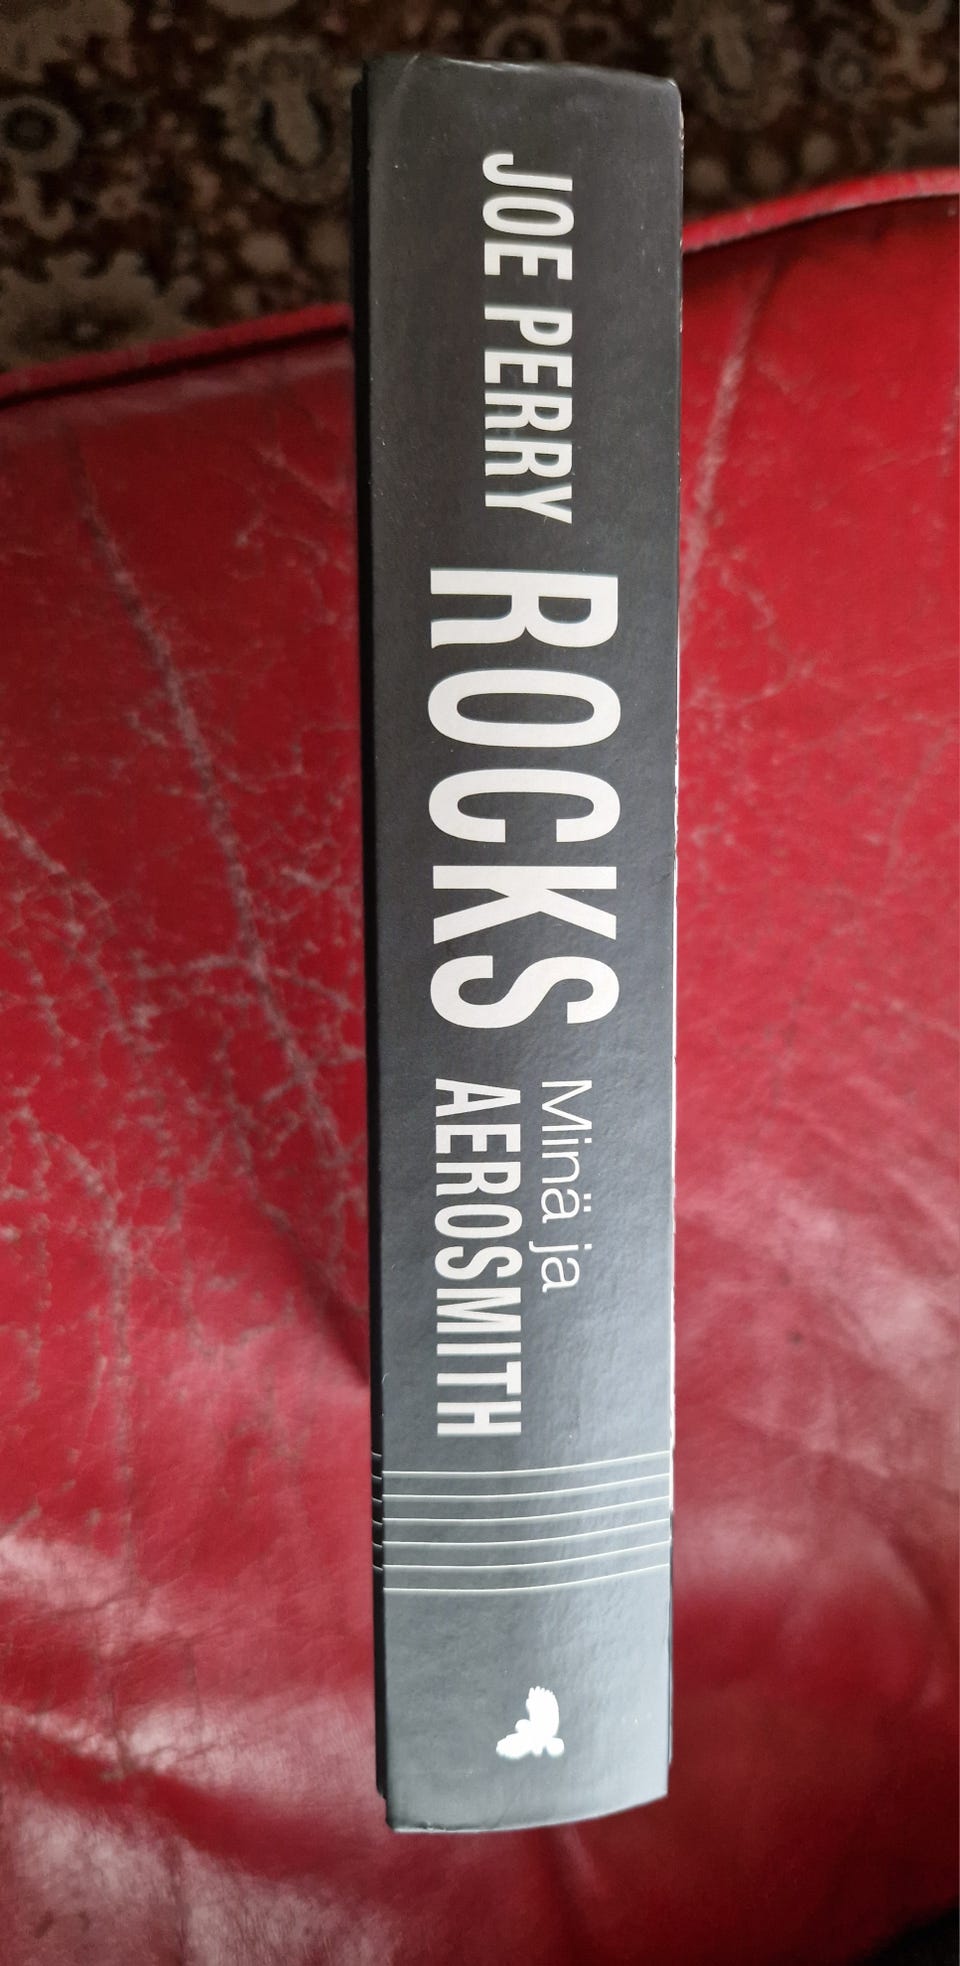 JOE PERRY
ROCKS
Minä ja
AEROSMITH